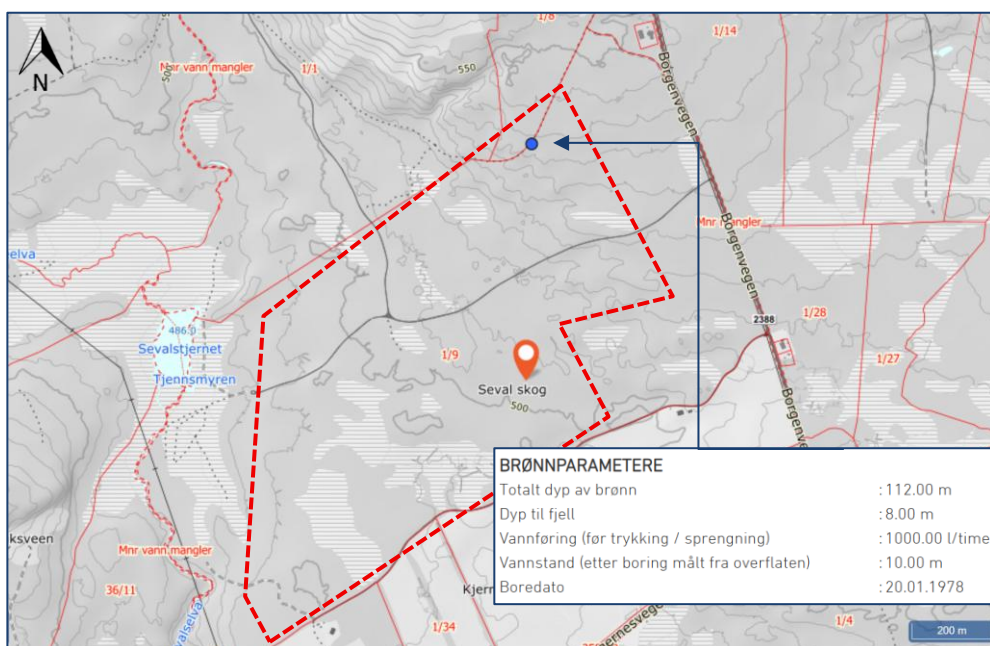 N
Mnr vann mangler
500
1/1
1/8
550
1/14
Borgenvegen
Borgenvegen
Mnr mangler
486.0
Sevalstjernet
Tjennsmyren
1/9
Seval skog
500
2388
1/28
1/27
Mnr vann mangler
36/11
1/34
1/4
200 m
BRØNNPARAMETERE
Totalt dyp av brønn : 112.00 m
Dyp til fjell : 8.00 m
Vannføring (før trykking / sprengning) : 1000.00 l/time
Vannstand (etter boring målt fra overflaten) : 10.00 m
Boredato : 20.01.1978